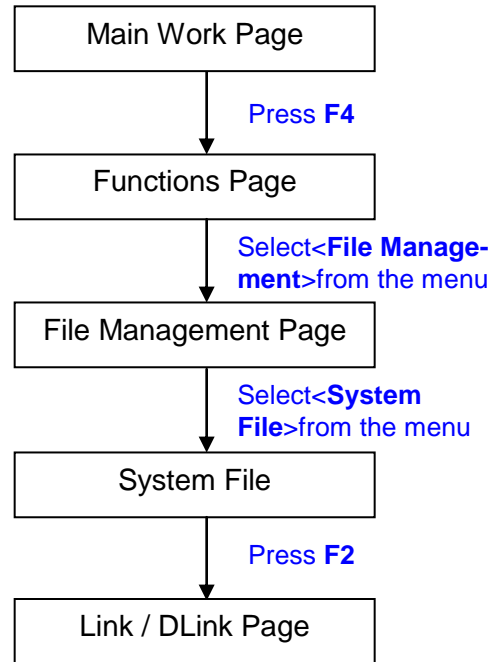 Main Work Page
Press F4
Functions Page
Select<File Manage-
ment>from the menu
File Management Page
Select<System
File>from the menu
System File
Press F2
Link / DLink Page